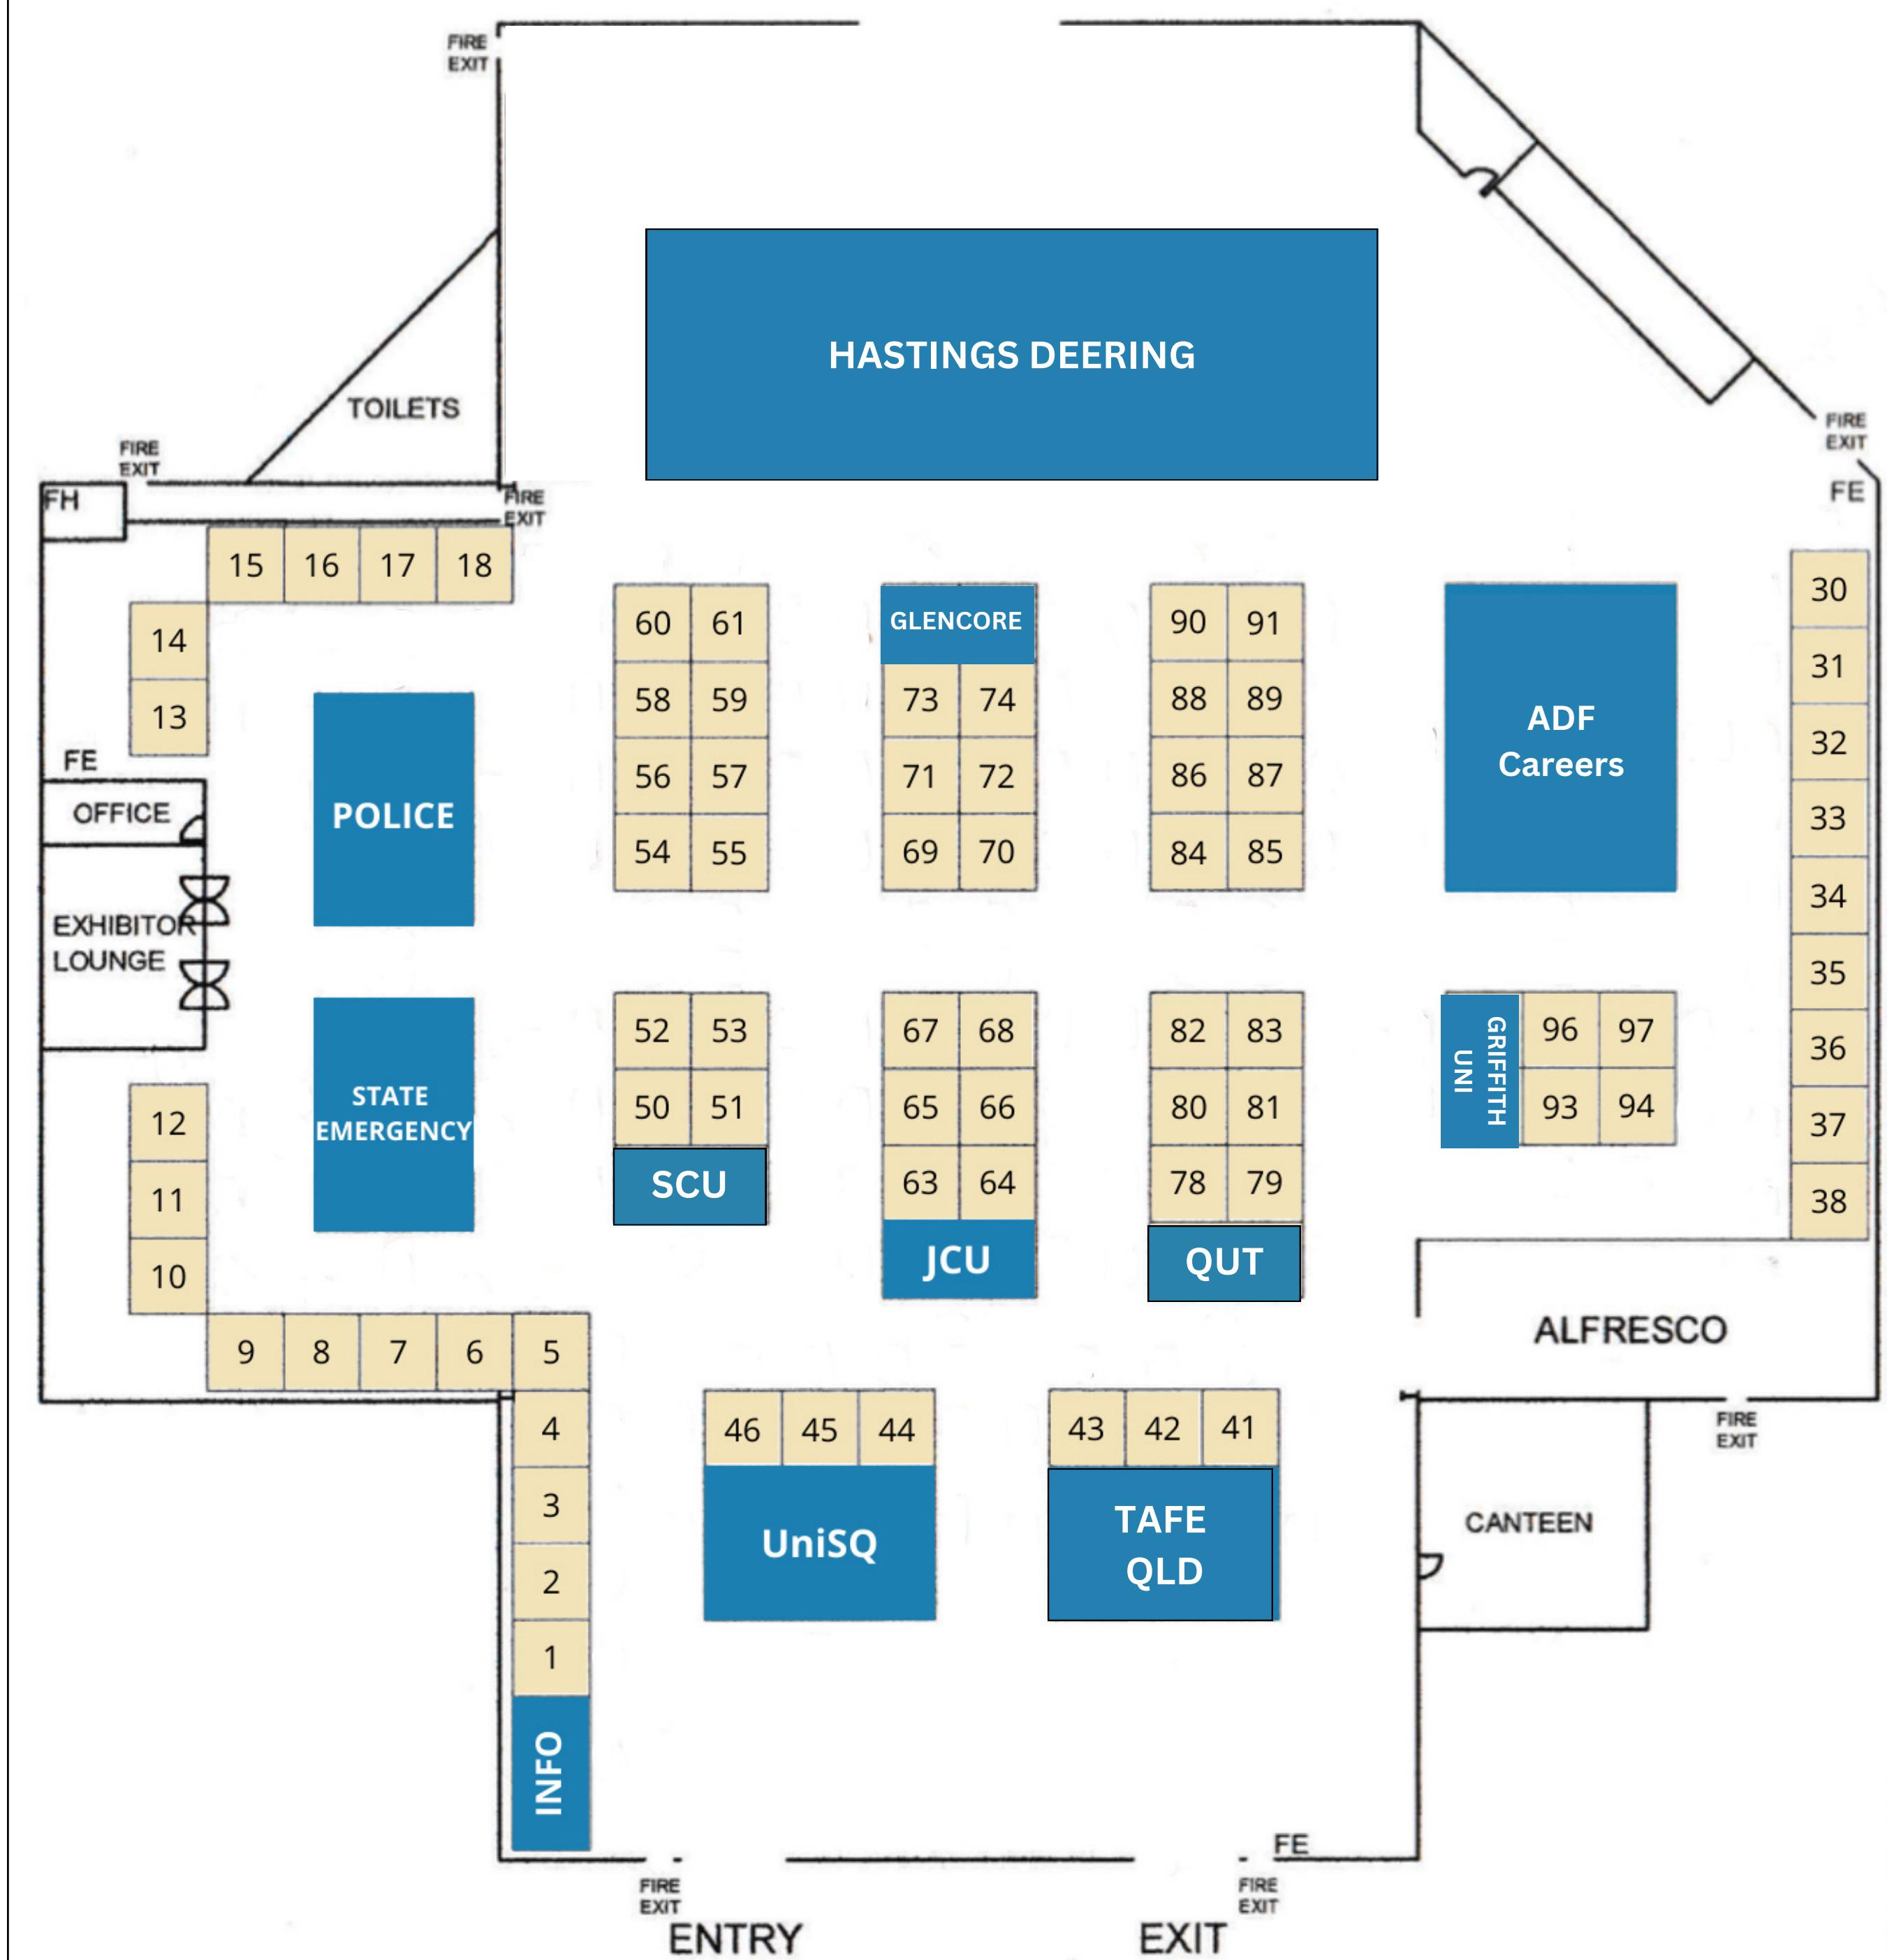 FIRE
EXIT
HASTINGS DEERING
TOILETS
FIRE
EXIT
FIRE
EXIT
FH
FIRE
EXIT
FE
15 16 17 18
14
13
FE
OFFICE
EXHIBITOR
LOUNGE
POLICE
STATE
EMERGENCY
12
11
10
9 8 7 6 5
4
3
2
1
INFO
60 61
58 59
56 57
54 55
GLENCORE
73 74
71 72
69 70
90 91
88 89
86 87
84 85
ADF
Careers
30
31
32
33
34
35
36
37
38
52 53
50 51
SCU
67 68
65 66
63 64
JCU
82 83
80 81
78 79
QUT
GRIFFITH
UNI
96 97
93 94
ALFRESCO
46 45 44
UniSQ
43 42 41
TAFE
QLD
FIRE
EXIT
CANTEEN
FE
FIRE
EXIT
FIRE
EXIT
ENTRY
EXIT